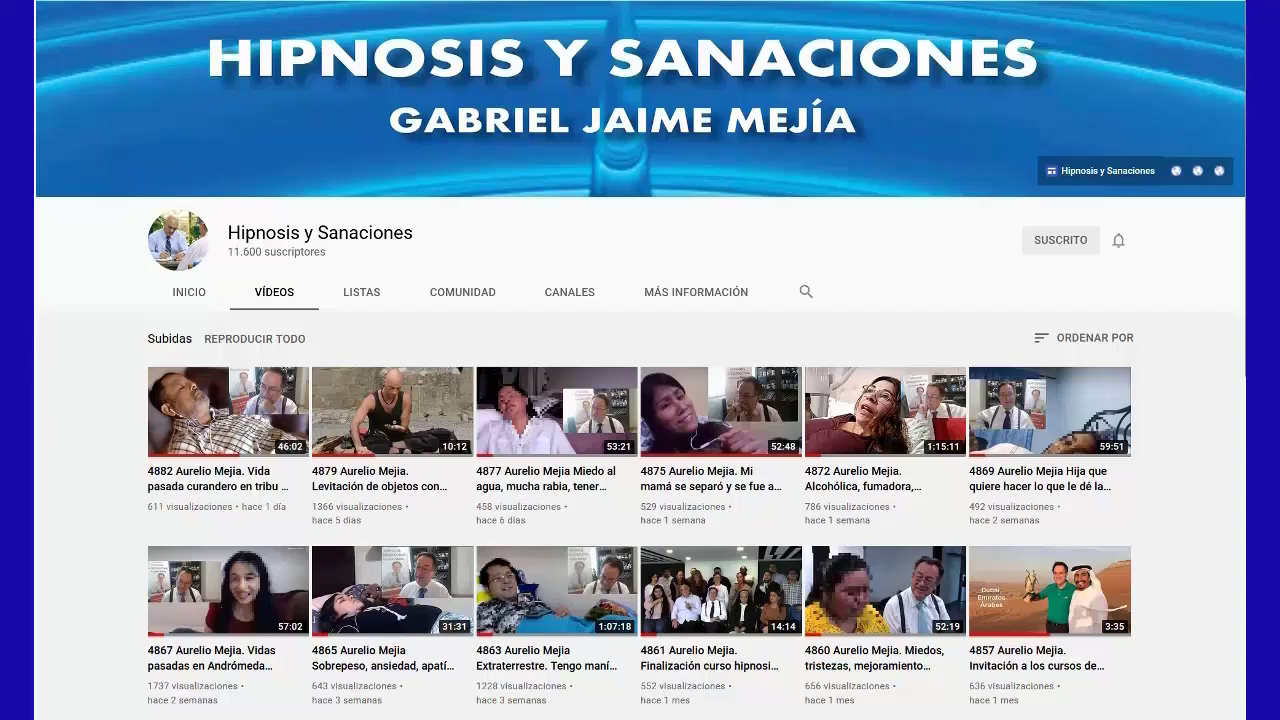 HIPNOSIS Y SANACIONES
GABRIEL JAIME MEJÍA
Hipnosis y Sanaciones
Hipnosis y Sanaciones
11.600 suscriptores
SUSCRITO
INICIO VÍDEOS LISTAS COMUNIDAD CANALES MÁS INFORMACIÓN
Subidas REPRODUCIR TODO ORDENAR POR
46:02 10:12 53:21 52:48 1:15:11 59:51
4882 Aurelio Mejia. Vida
pasada curandero en tribu ...
611 visualizaciones • hace 1 día
4879 Aurelio Mejia.
Levitación de objetos con...
1366 visualizaciones •
hace 5 días
4877 Aurelio Mejia Miedo al
agua, mucha rabia, tener...
458 visualizaciones •
hace 6 días
4875 Aurelio Mejia. Mi
mamá se separó y se fue a...
529 visualizaciones •
hace 1 semana
4872 Aurelio Mejia.
Alcohólica, fumadora,...
786 visualizaciones •
hace 1 semana
4869 Aurelio Mejia Hija que
quiere hacer lo que le dé la...
492 visualizaciones •
hace 2 semanas
Dubai,
Emiratos
Árabes
57:02 31:31 1:07:18 14:14 52:19 3:35
4867 Aurelio Mejia. Vidas
pasadas en Andrómeda...
1737 visualizaciones •
hace 2 semanas
4865 Aurelio Mejia
Sobrepeso, ansiedad, apatí...
643 visualizaciones •
hace 3 semanas
4863 Aurelio Mejia
Extraterrestre. Tengo maní...
1228 visualizaciones •
hace 3 semanas
4861 Aurelio Mejia.
Finalización curso hipnosi...
552 visualizaciones •
hace 1 mes
4860 Aurelio Mejia. Miedos,
tristezas, mejoramiento...
656 visualizaciones •
hace 1 mes
4857 Aurelio Mejia.
Invitación a los cursos de...
636 visualizaciones •
hace 1 mes